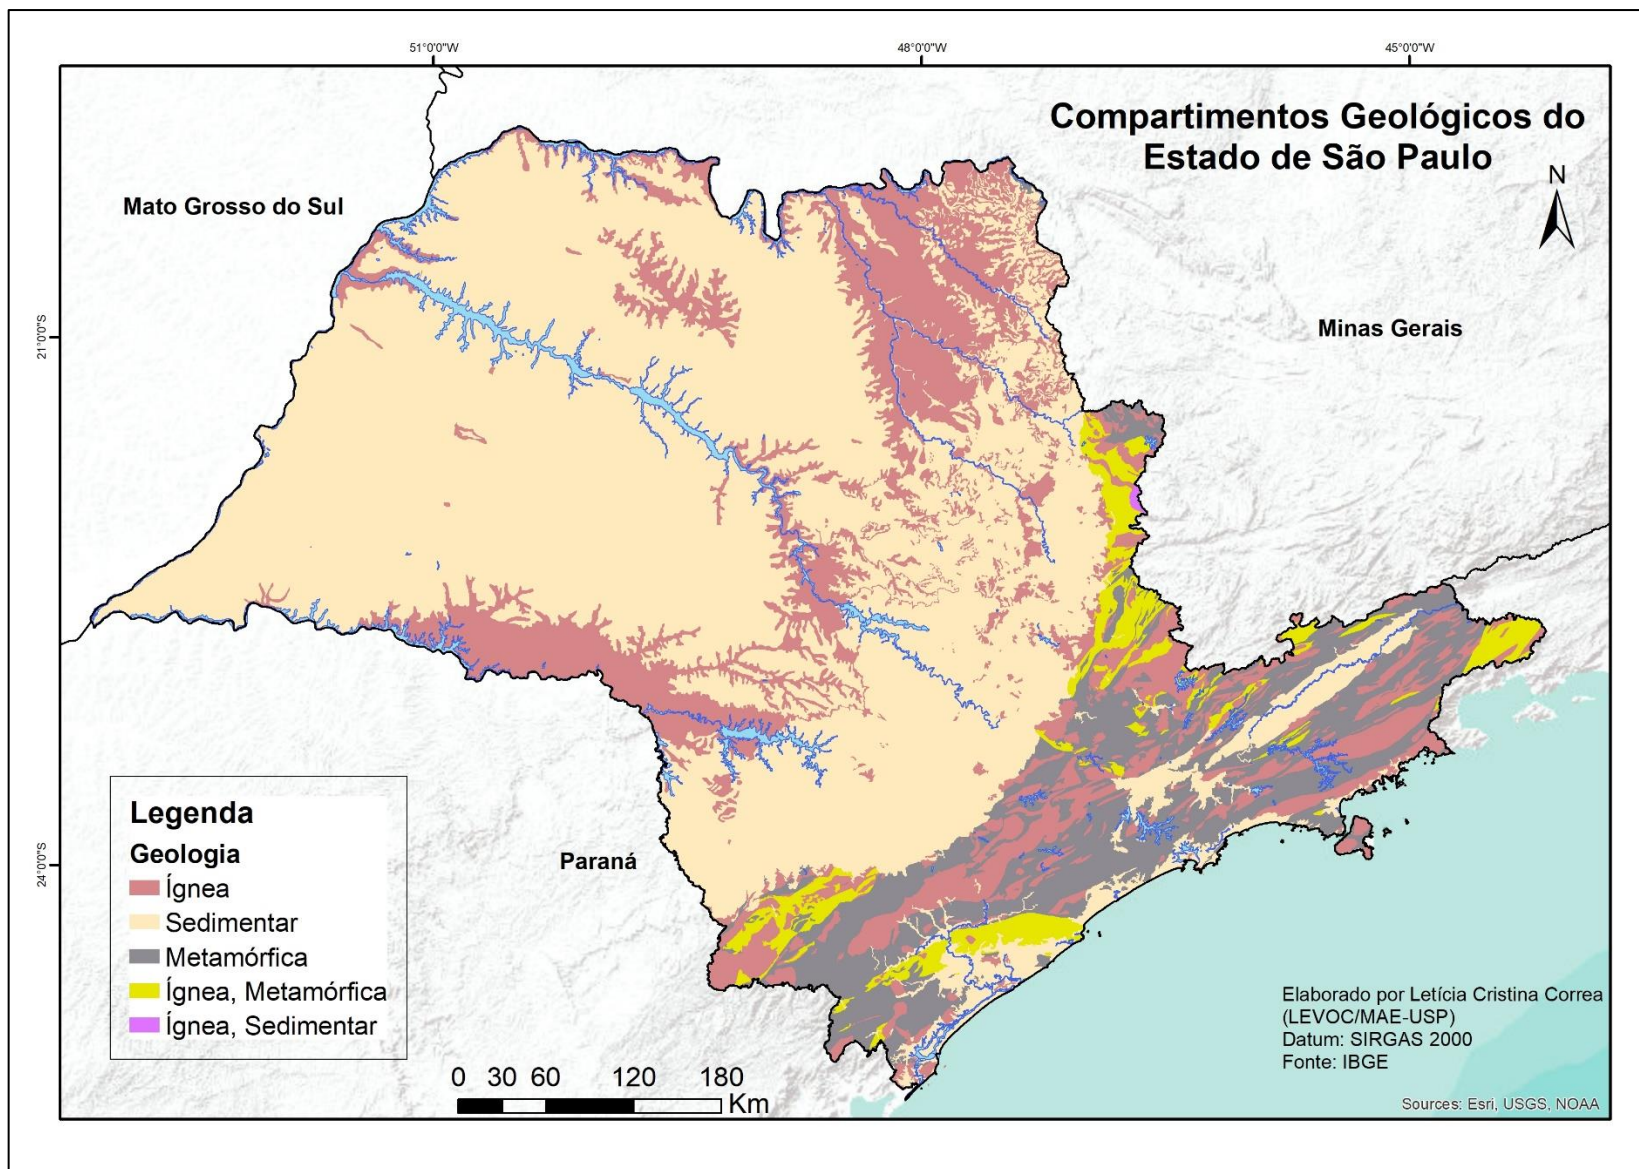 51°0'0"W
48°0'0"W
45°0'0"W
Compartimentos Geológicos do
Estado de São Paulo
N
Mato Grosso do Sul
Minas Gerais
21°0'0"S
24°0'0"S
Paraná
Legenda
Geologia
Ígnea
Sedimentar
Metamórfica
Ígnea, Metamórfica
Ígnea, Sedimentar
0 30 60 120 180
Km
Elaborado por Letícia Cristina Correa
(LEVOC/MAE-USP)
Datum: SIRGAS 2000
Fonte: IBGE
Sources: Esri, USGS, NOAA